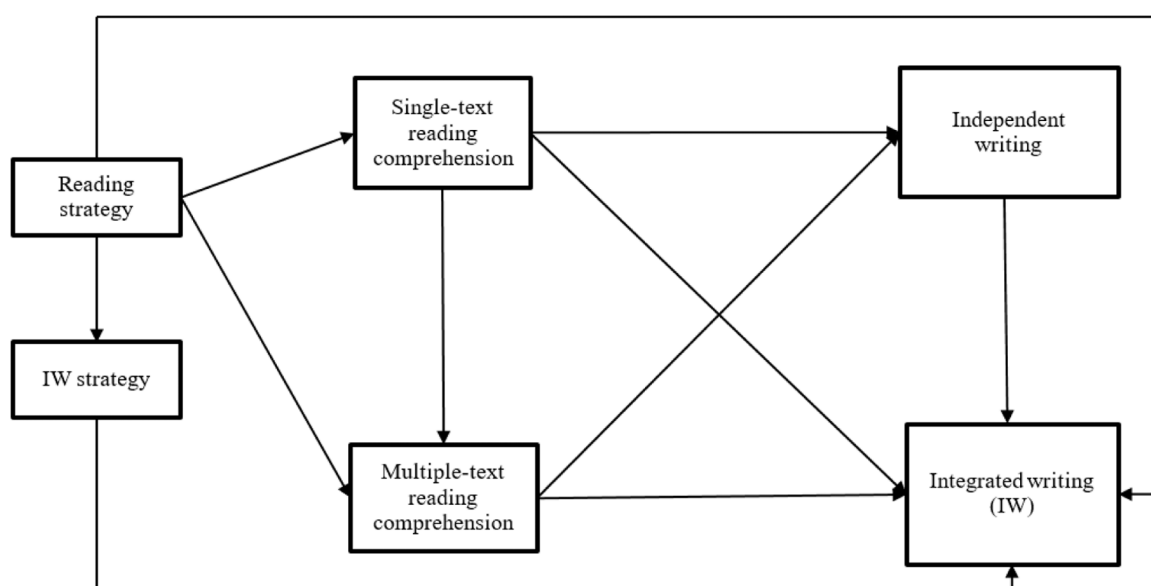 Single-text
reading
comprehension
Independent
writing
Reading
strategy
IW strategy
Multiple-text
reading
comprehension
Integrated writing
(IW)